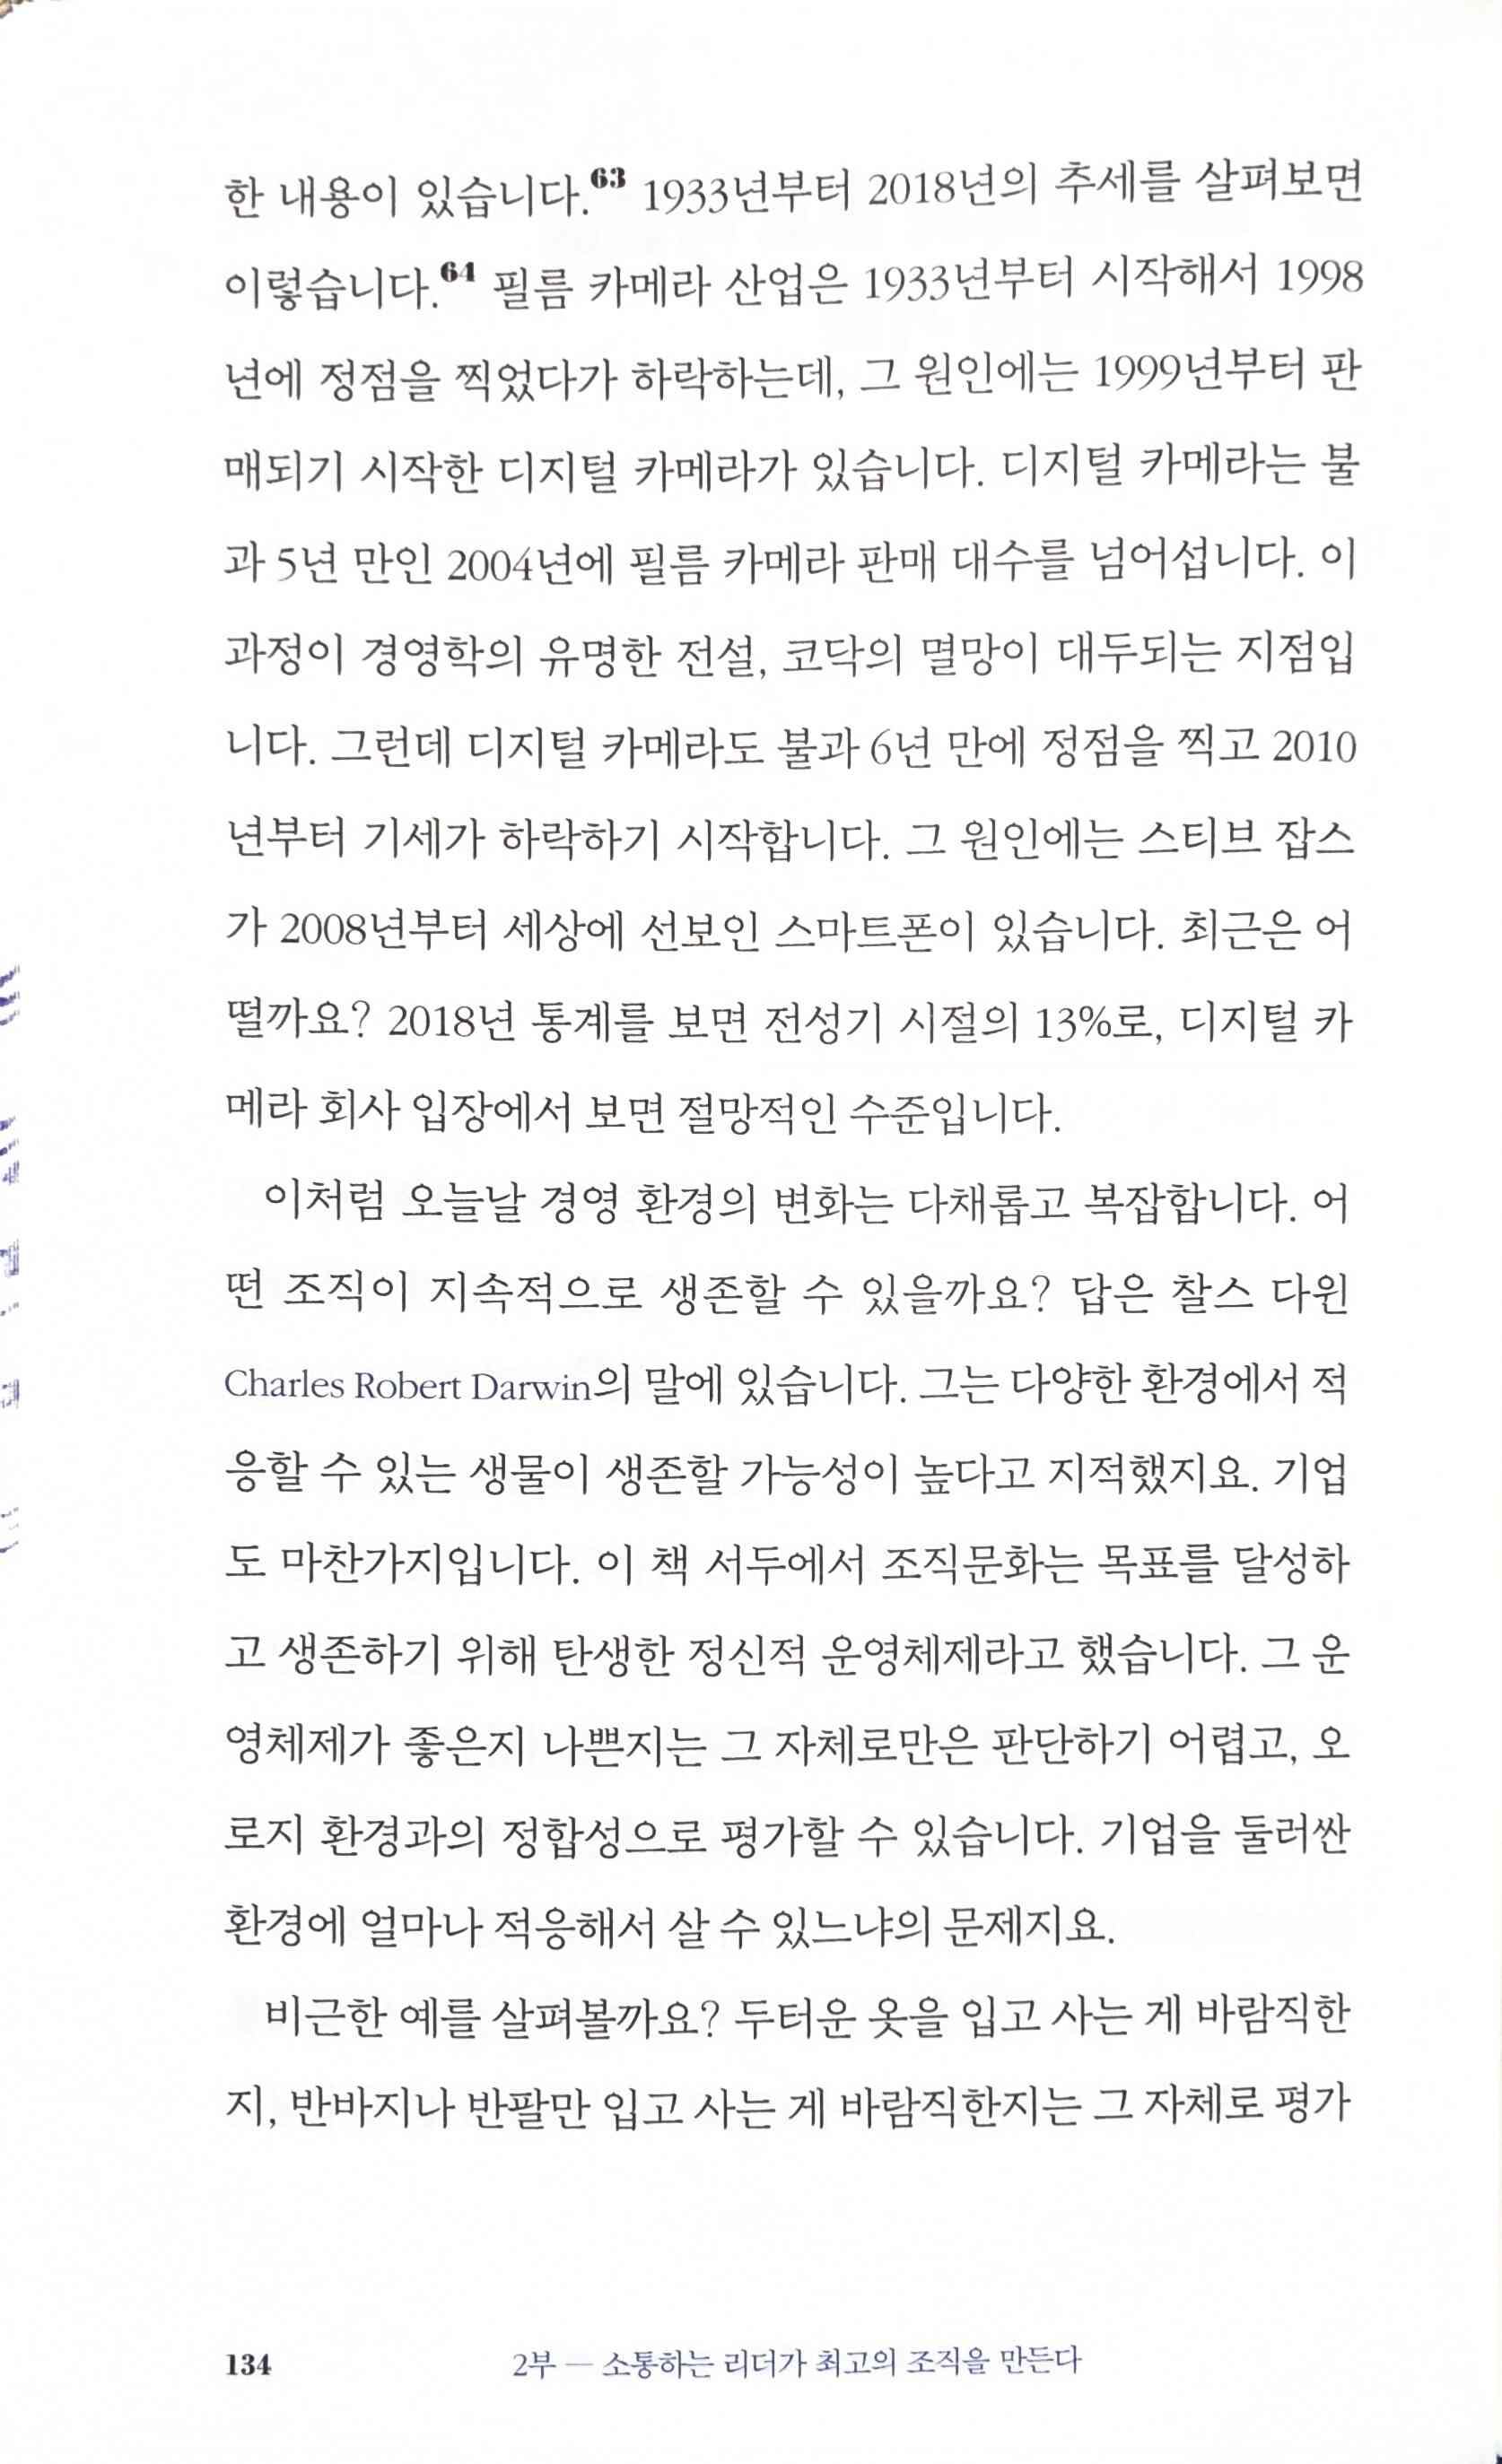 한 내용이 있습니다.63 1933년부터 2018년의 추세를 살펴보면
이렇습니다.64 필름 카메라 산업은 1933년부터 시작해서 1998
년에 정점을 찍었다가 하락하는데, 그 원인에는 1999년부터 판
매되기 시작한 디지털 카메라가 있습니다. 디지털 카메라는 불
과 5년 만인 2004년에 필름 카메라 판매 대수를 넘어섭니다. 이
과정이 경영학의 유명한 전설, 코닥의 멸망이 대두되는 지점입
니다. 그런데 디지털 카메라도 불과 6년 만에 정점을 찍고 2010
년부터 기세가 하락하기 시작합니다. 그 원인에는 스티브 잡스
가 2008년부터 세상에 선보인 스마트폰이 있습니다. 최근은 어
떨까요? 2018년 통계를 보면 전성기 시절의 13%로, 디지털 카
메라 회사 입장에서 보면 절망적인 수준입니다.
이처럼 오늘날 경영 환경의 변화는 다채롭고 복잡합니다. 어
떤 조직이 지속적으로 생존할 수 있을까요? 답은 찰스 다윈
Charles Robert Darwin의 말에 있습니다. 그는 다양한 환경에서 적
응할 수 있는 생물이 생존할 가능성이 높다고 지적했지요. 기업
도 마찬가지입니다. 이 책 서두에서 조직문화는 목표를 달성하
고 생존하기 위해 탄생한 정신적 운영체제라고 했습니다. 그 운
영체제가 좋은지 나쁜지는 그 자체로만은 판단하기 어렵고, 오
로지 환경과의 정합성으로 평가할 수 있습니다. 기업을 둘러싼
환경에 얼마나 적응해서 살 수 있느냐의 문제지요.
비근한 예를 살펴볼까요? 두터운 옷을 입고 사는 게 바람직한
지, 반바지나 반팔만 입고 사는 게 바람직한지는 그 자체로 평가
134 2부 — 소통하는 리더가 최고의 조직을 만든다